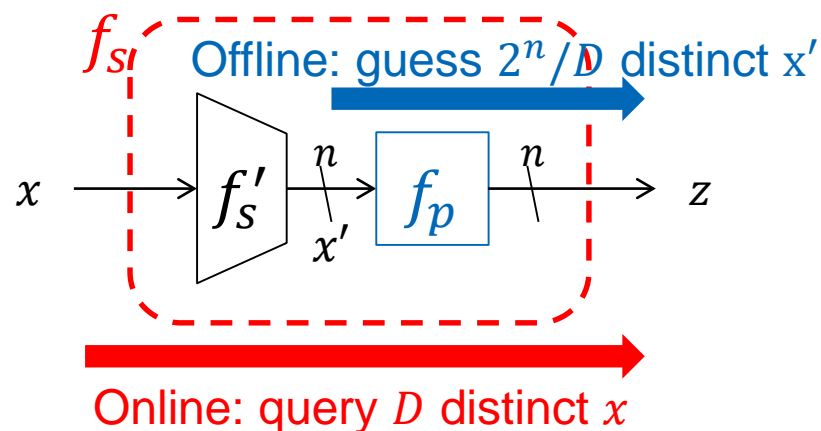 f_s Offline: guess 2^n/D distinct x′
n n
x f_s′ f_p z
x′
Online: query D distinct x